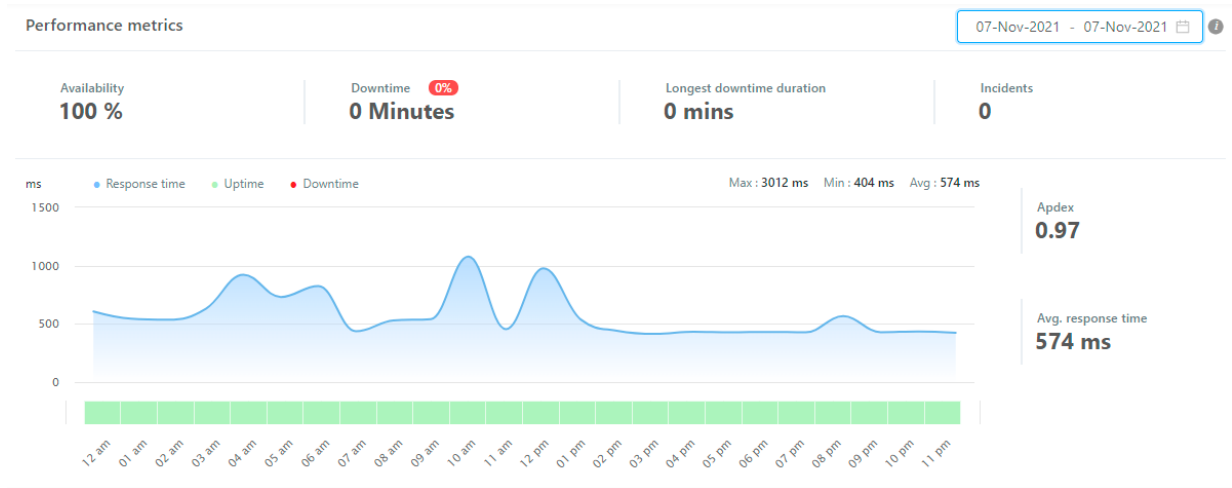 Performance metrics
07-Nov-2021 - 07-Nov-2021
Availability
100 %
Downtime 0%
0 Minutes
Longest downtime duration
0 mins
Incidents
0
ms
Response time
Uptime
Downtime
Max : 3012 ms Min : 404 ms Avg : 574 ms
1500
1000
500
0
12 am 01 am 02 am 03 am 04 am 05 am 06 am 07 am 08 am 09 am 10 am 11 am 12 pm 01 pm 02 pm 03 pm 04 pm 05 pm 06 pm 07 pm 08 pm 09 pm 10 pm 11 pm
Apdex
0.97
Avg. response time
574 ms